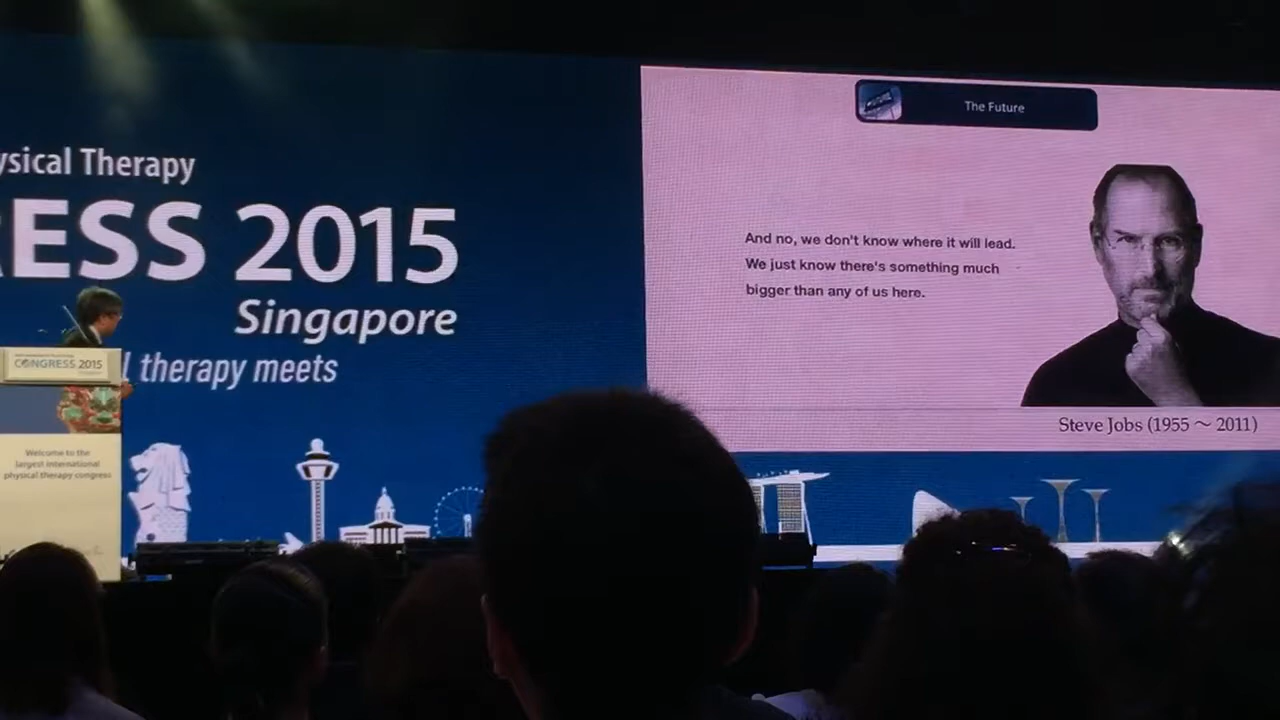 ysical Therapy
RESS 2015
Singapore
l therapy meets
CONGRESS 2015
Welcome to the
largest international
physical therapy congress
The Future
And no, we don't know where it will lead.
We just know there's something much
bigger than any of us here.
Steve Jobs (1955 ～ 2011)